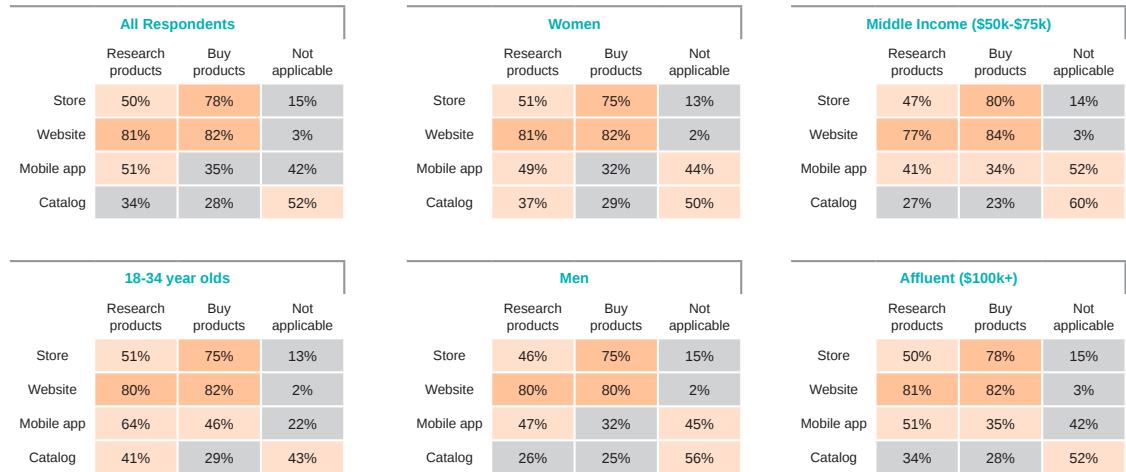 All Respondents
Research products Buy products Not applicable
Store 50% 78% 15%
Website 81% 82% 3%
Mobile app 51% 35% 42%
Catalog 34% 28% 52%
Women
Research products Buy products Not applicable
Store 51% 75% 13%
Website 81% 82% 2%
Mobile app 49% 32% 44%
Catalog 37% 29% 50%
Middle Income ($50k-$75k)
Research products Buy products Not applicable
Store 47% 80% 14%
Website 77% 84% 3%
Mobile app 41% 34% 52%
Catalog 27% 23% 60%
18-34 year olds
Research products Buy products Not applicable
Store 51% 75% 13%
Website 80% 82% 2%
Mobile app 64% 46% 22%
Catalog 41% 29% 43%
Men
Research products Buy products Not applicable
Store 46% 75% 15%
Website 80% 80% 2%
Mobile app 47% 32% 45%
Catalog 26% 25% 56%
Affluent ($100k+)
Research products Buy products Not applicable
Store 50% 78% 15%
Website 81% 82% 3%
Mobile app 51% 35% 42%
Catalog 34% 28% 52%